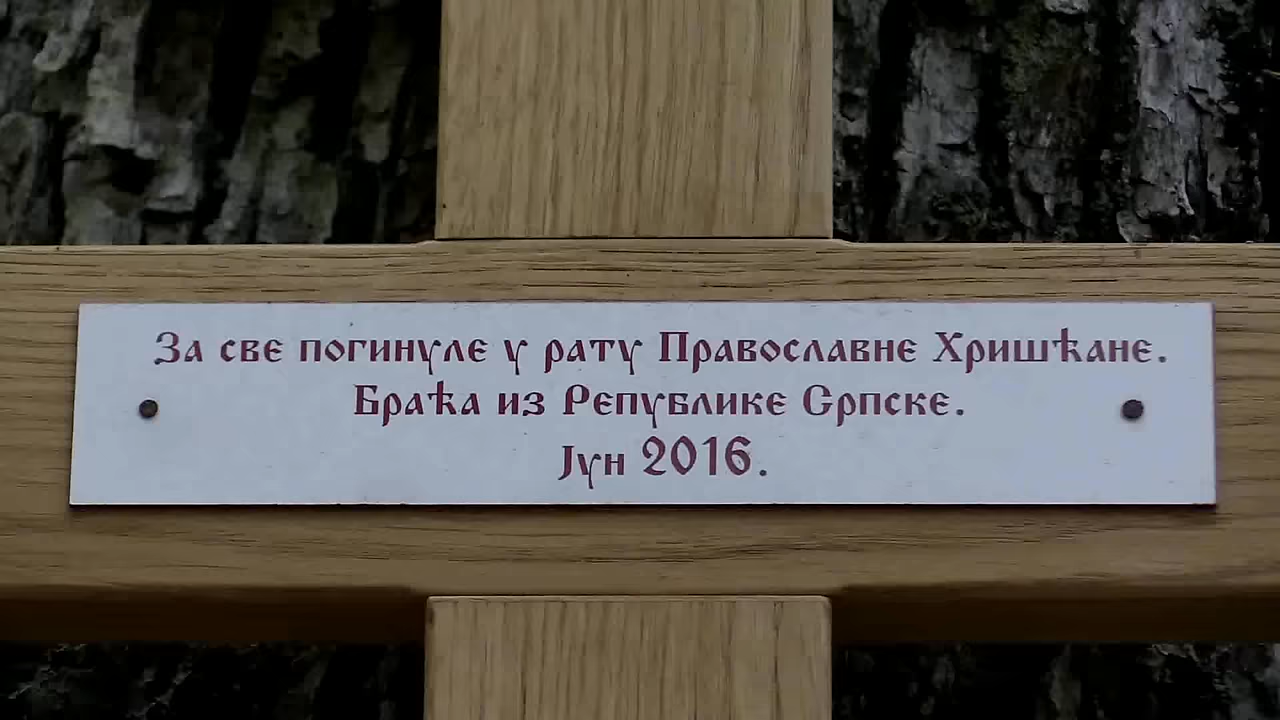 За све погинуле у рату Православне Хришћане.
Браћа из Републике Српске.
Јун 2016.